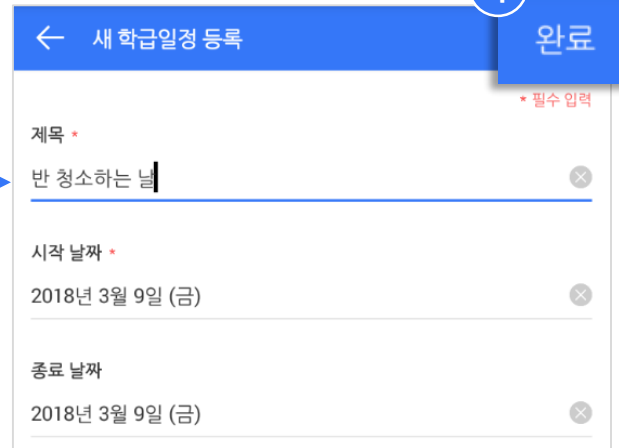 새 학급일정 등록
완료
* 필수 입력
제목 *
반 청소하는 날
시작 날짜 *
2018년 3월 9일 (금)
종료 날짜
2018년 3월 9일 (금)